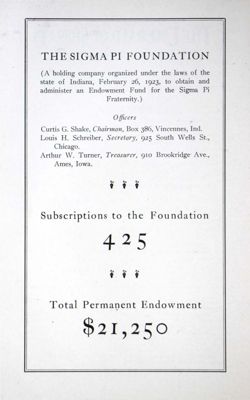 THE SIGMA PI FOUNDATION
(A holding company organized under the laws of the
state of Indiana, February 26, 1923, to obtain and
administer an Endowment Fund for the Sigma Pi
Fraternity.)
Officers
Curtis G. Shake, Chairman, Box 386, Vincennes, Ind.
Louis H. Schreiber, Secretary, 925 South Wells St.,
Chicago.
Arthur W. Turner, Treasurer, 910 Brookridge Ave.,
Ames, Iowa.
Subscriptions to the Foundation
425
Total Permanent Endowment
$21,250